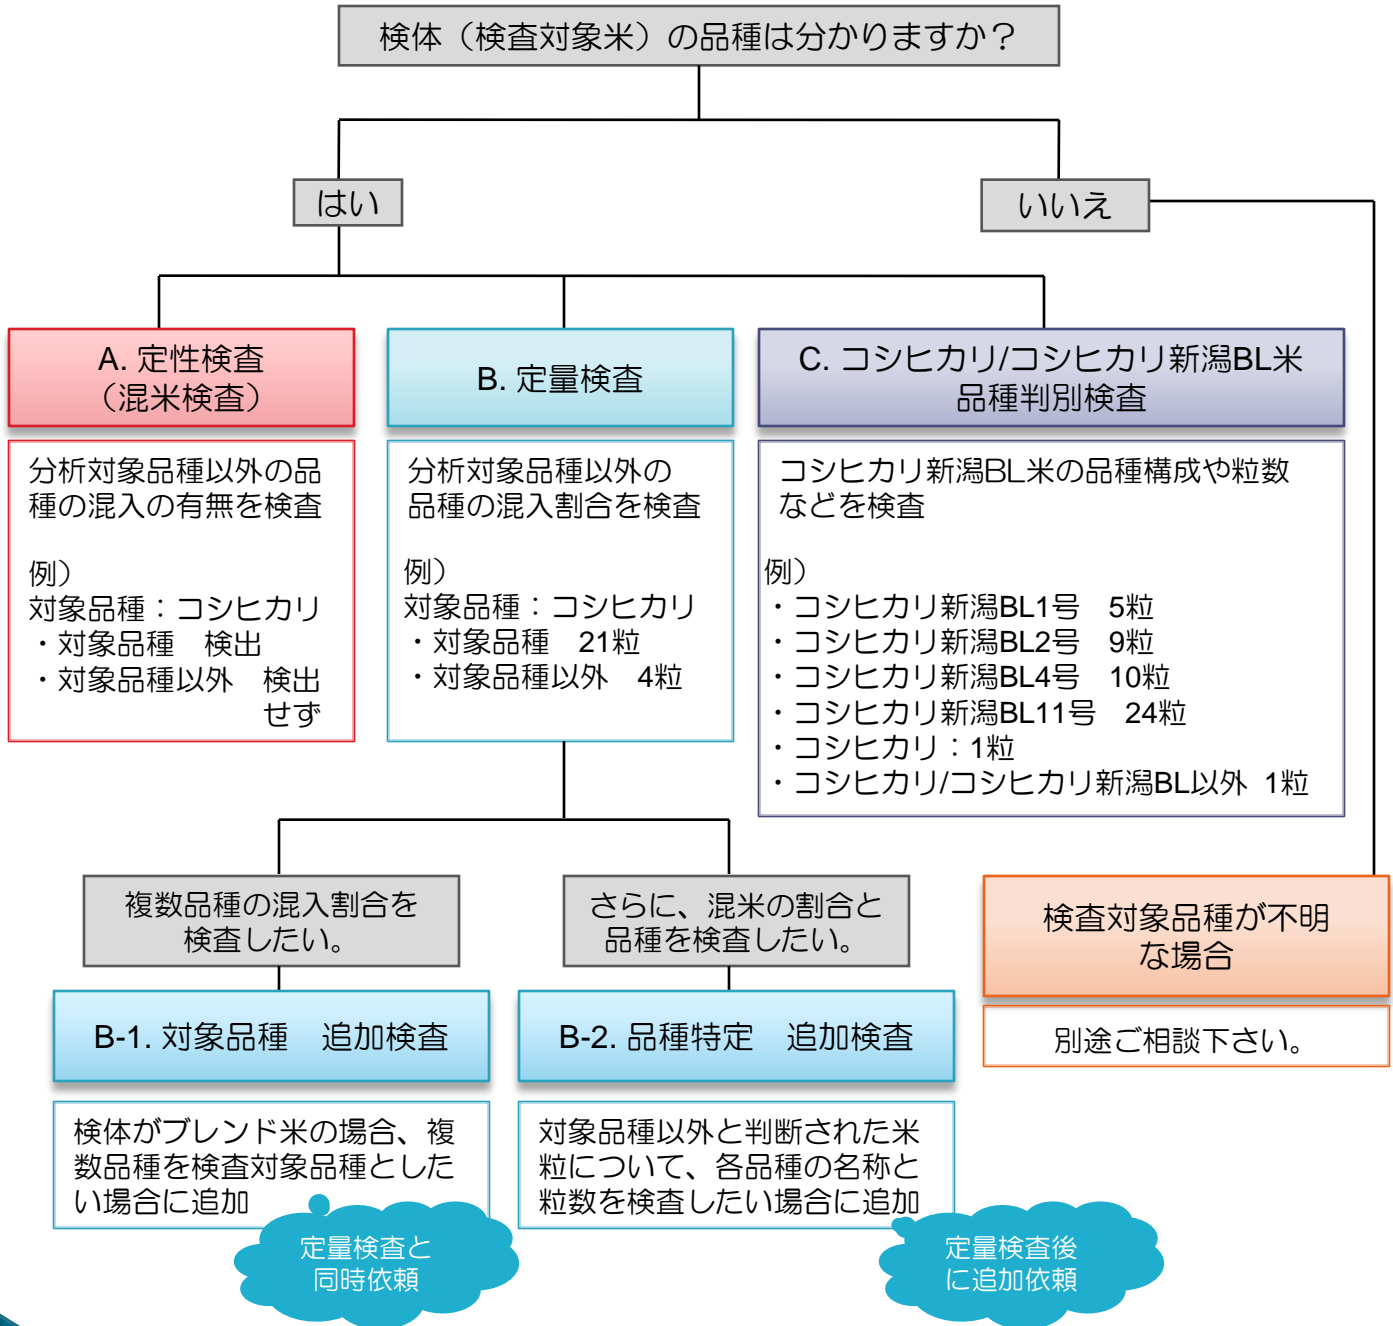 検体（検査対象米）の品種は分かりますか？
はい
いいえ
A. 定性検査
（混米検査）
分析対象品種以外の品
種の混入の有無を検査
例）
対象品種：コシヒカリ
・対象品種　検出
・対象品種以外　検出
せず
B. 定量検査
分析対象品種以外の
品種の混入割合を検査
例）
対象品種：コシヒカリ
・対象品種　21粒
・対象品種以外　4粒
C. コシヒカリ/コシヒカリ新潟BL米
品種判別検査
コシヒカリ新潟BL米の品種構成や粒数
などを検査
例）
・コシヒカリ新潟BL1号　5粒
・コシヒカリ新潟BL2号　9粒
・コシヒカリ新潟BL4号　10粒
・コシヒカリ新潟BL11号　24粒
・コシヒカリ：1粒
・コシヒカリ/コシヒカリ新潟BL以外 1粒
複数品種の混入割合を
検査したい。
B-1. 対象品種　追加検査
検体がブレンド米の場合、複
数品種を検査対象品種とした
い場合に追加
定量検査と
同時依頼
さらに、混米の割合と
品種を検査したい。
B-2. 品種特定　追加検査
対象品種以外と判断された米
粒について、各品種の名称と
粒数を検査したい場合に追加
定量検査後
に追加依頼
検査対象品種が不明
な場合
別途ご相談下さい。